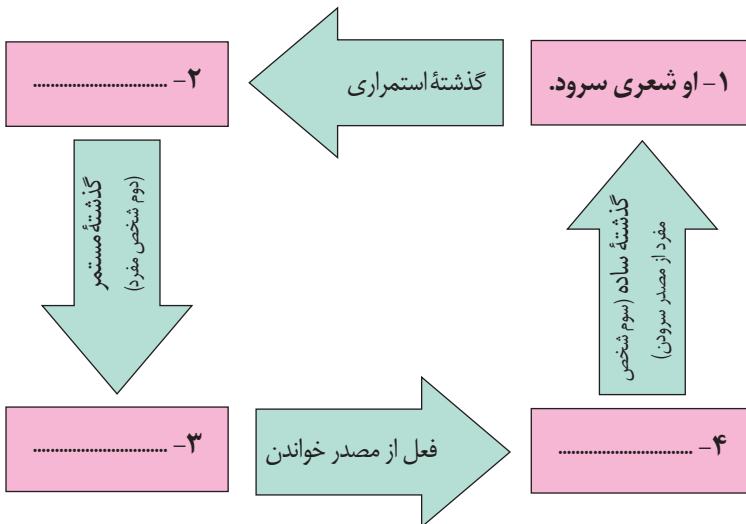 ۱- او شعری سرود.
گذشتهٔ استمراری
۲- ...............................
گذشتهٔ مستمر
(دوم شخص مفرد)
۳- ...............................
فعل از مصدر خواندن
۴- ...............................
گذشتهٔ ساده (سوم شخص
مفرد از مصدر سرودن)